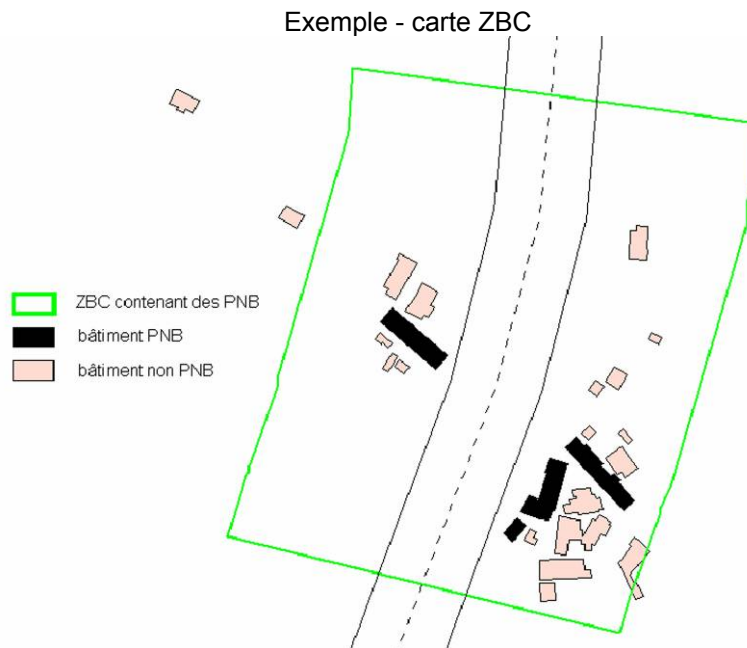 Exemple - carte ZBC
ZBC contenant des PNB
bâtiment PNB
bâtiment non PNB